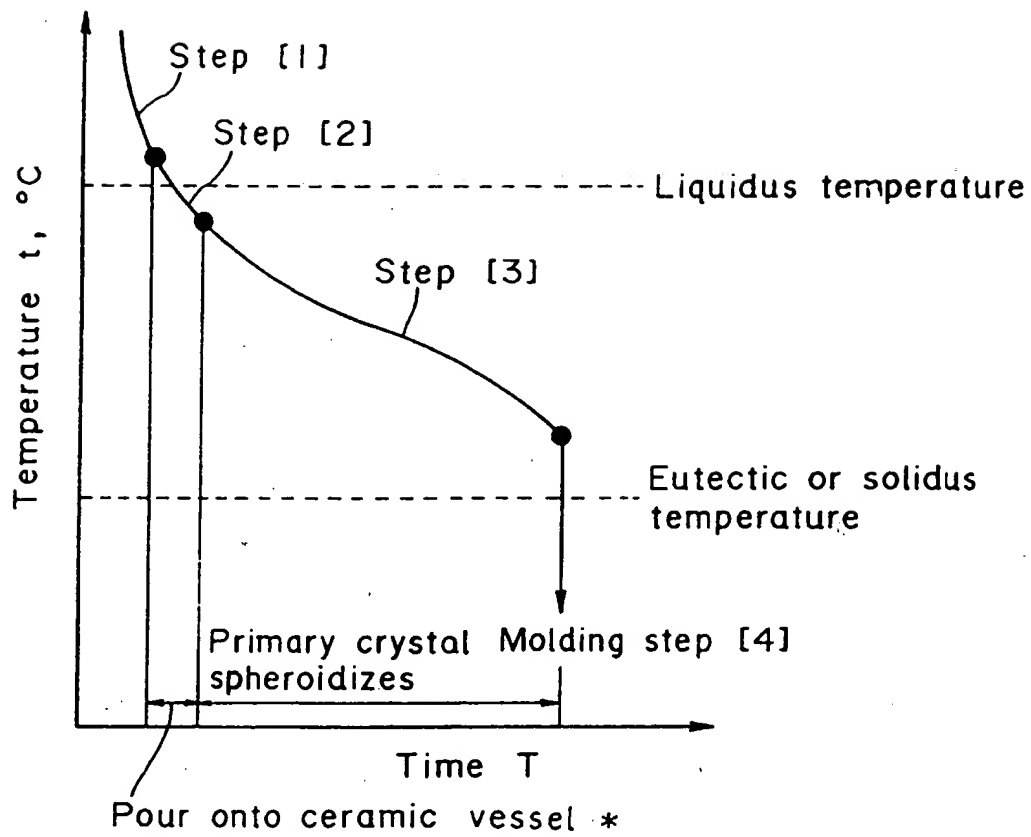 Step [1]
Step [2]
Liquidus temperature
Step [3]
Temperature t, °C
Eutectic or solidus
temperature
Primary crystal
spheroidizes
Molding step [4]
Time T
Pour onto ceramic vessel *